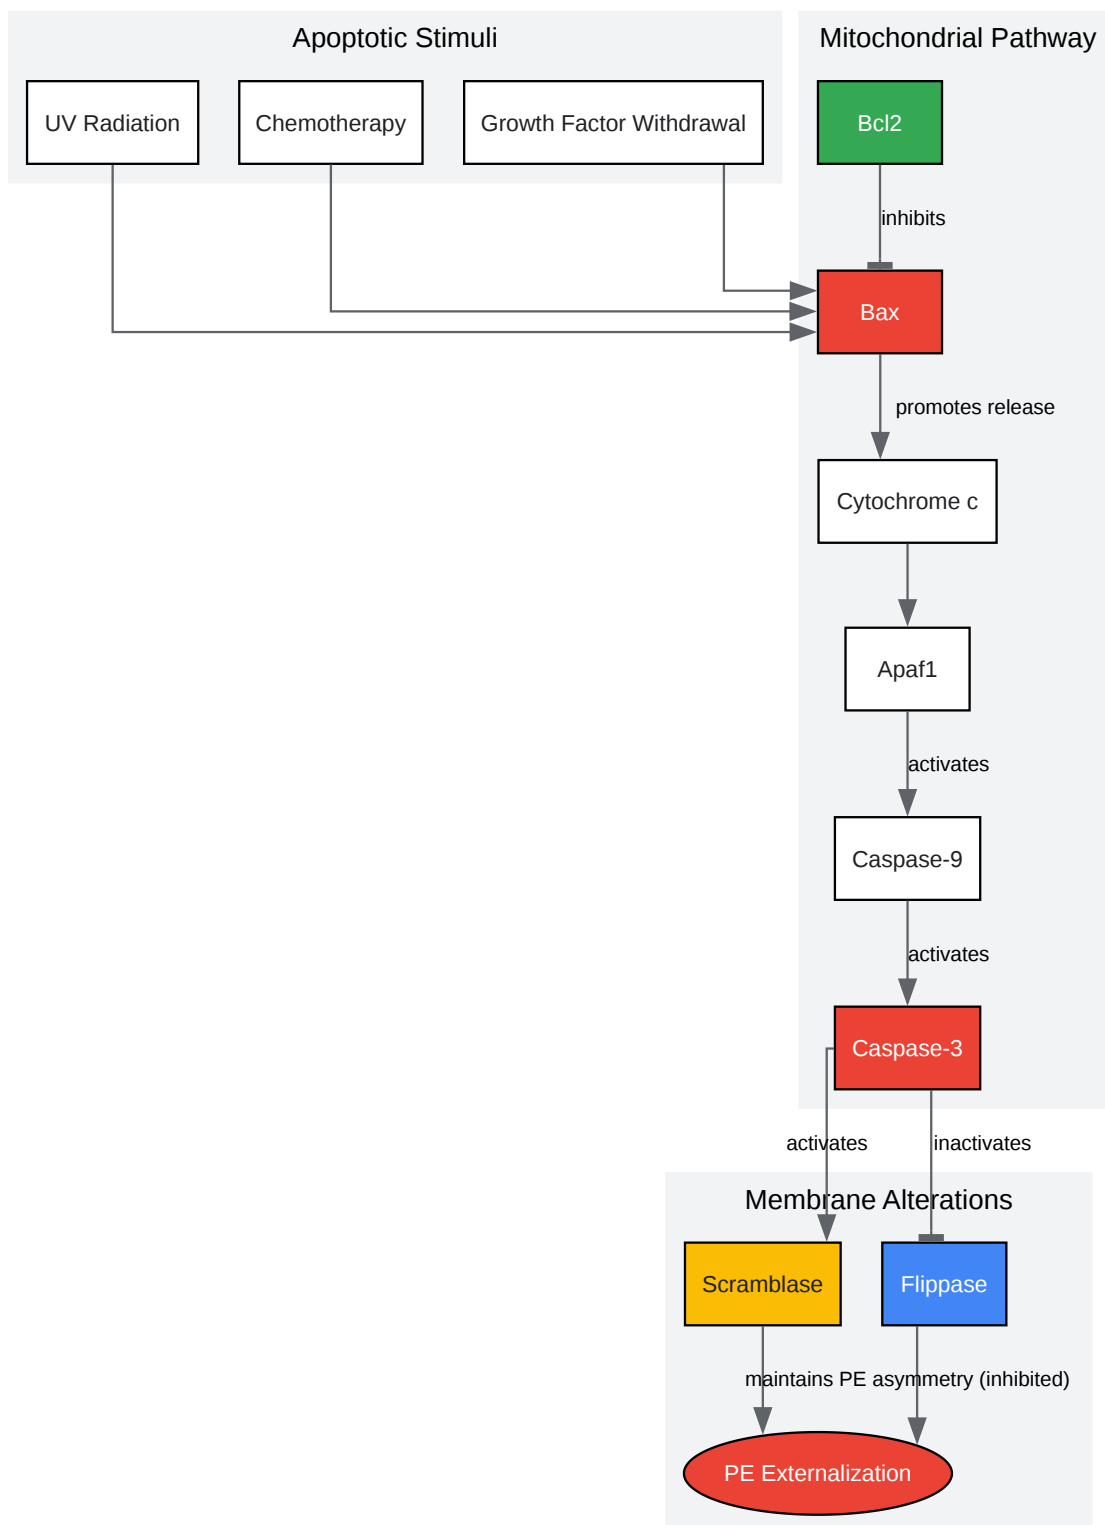 Apoptotic Stimuli
UV Radiation
Chemotherapy
Growth Factor Withdrawal
Mitochondrial Pathway
Bcl2
inhibits
Bax
promotes release
Cytochrome c
Apaf1
activates
Caspase-9
activates
Caspase-3
activates
inactivates
Membrane Alterations
Scramblase
Flippase
maintains PE asymmetry (inhibited)
PE Externalization